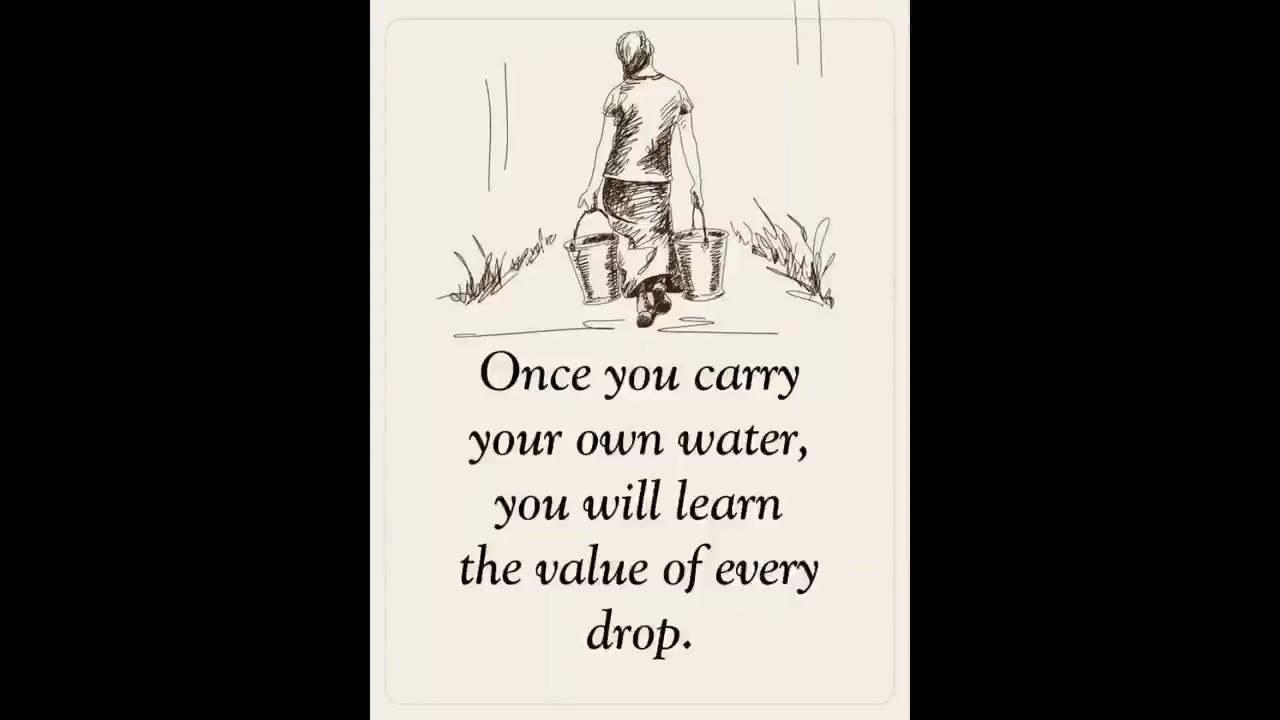 Once you carry
your own water,
you will learn
the value of every
drop.